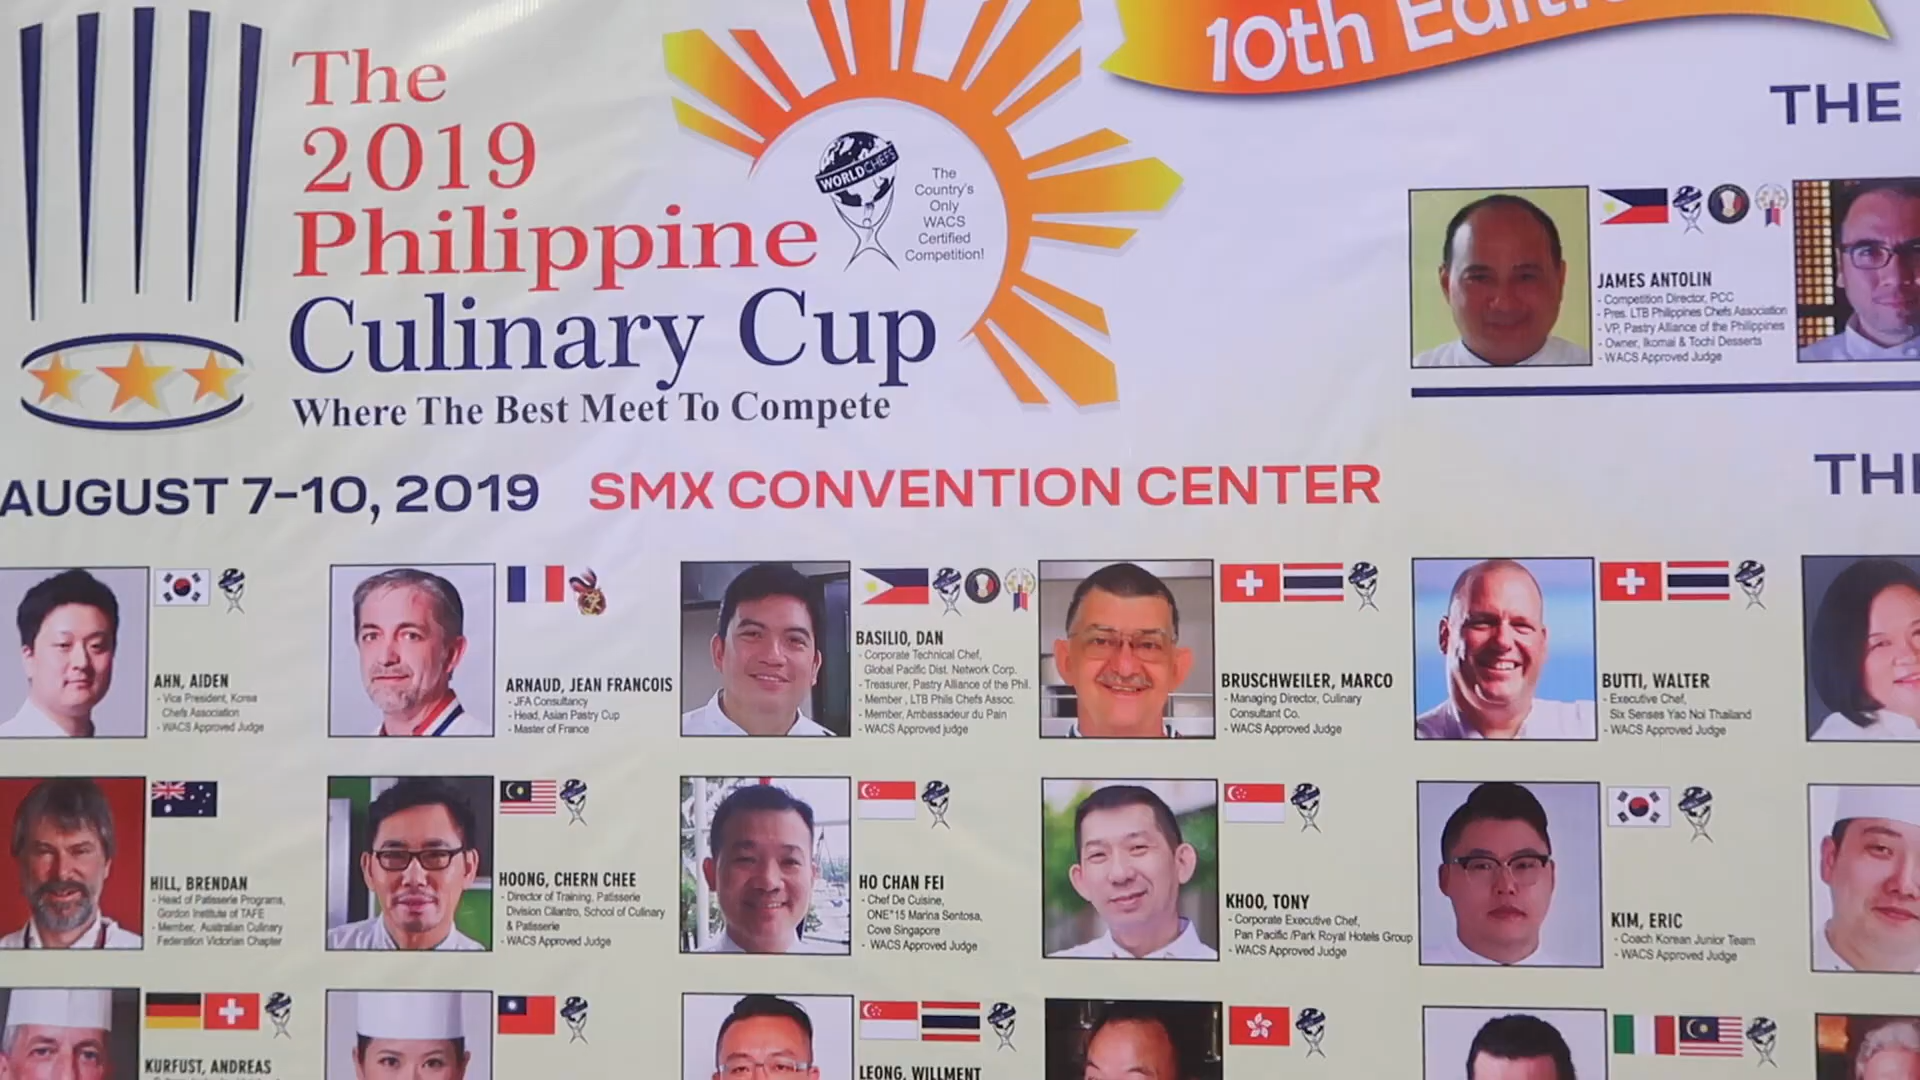 The
2019
Philippine
Culinary Cup
Where The Best Meet To Compete
WORLDCHEFS
The
Country's
Only
WACS
Certified
Competition!
10th Edition
THE
JAMES ANTOLIN
- Competition Director, PCC
- Pres. LTB Philippines Chefs Association
- VP, Pastry Alliance of the Philippines
- Owner, Ikomai & Tochi Desserts
- WACS Approved Judge
AUGUST 7-10, 2019 SMX CONVENTION CENTER
AHN, AIDEN
- Vice President, Korea
Chefs Association
- WACS Approved Judge
ARNAUD, JEAN FRANCOIS
- JFA Consultancy
- Head, Asian Pastry Cup
- Master of France
BASILIO, DAN
- Corporate Technical Chef,
Global Pacific Dist. Network Corp.
- Treasurer, Pastry Alliance of the Phil.
- Member , LTB Phils Chefs Assoc.
- Member, Ambassadeur du Pain
- WACS Approved judge
BRUSCHWEILER, MARCO
- Managing Director, Culinary
Consultant Co.
- WACS Approved Judge
BUTTI, WALTER
- Executive Chef,
Six Senses Yao Noi Thailand
- WACS Approved Judge
HILL, BRENDAN
- Head of Patisserie Programs,
Gordon Institute of TAFE
- Member, Australian Culinary
Federation Victorian Chapter
HOONG, CHERN CHEE
- Director of Training, Patisserie
Division Cilantro, School of Culinary
& Patisserie
- WACS Approved Judge
HO CHAN FEI
- Chef De Cuisine,
ONE°15 Marina Sentosa,
Cove Singapore
- WACS Approved Judge
KHOO, TONY
- Corporate Executive Chef,
Pan Pacific /Park Royal Hotels Group
- WACS Approved Judge
KIM, ERIC
- Coach Korean Junior Team
- WACS Approved Judge
KURFUST, ANDREAS
LEONG, WILLMENT